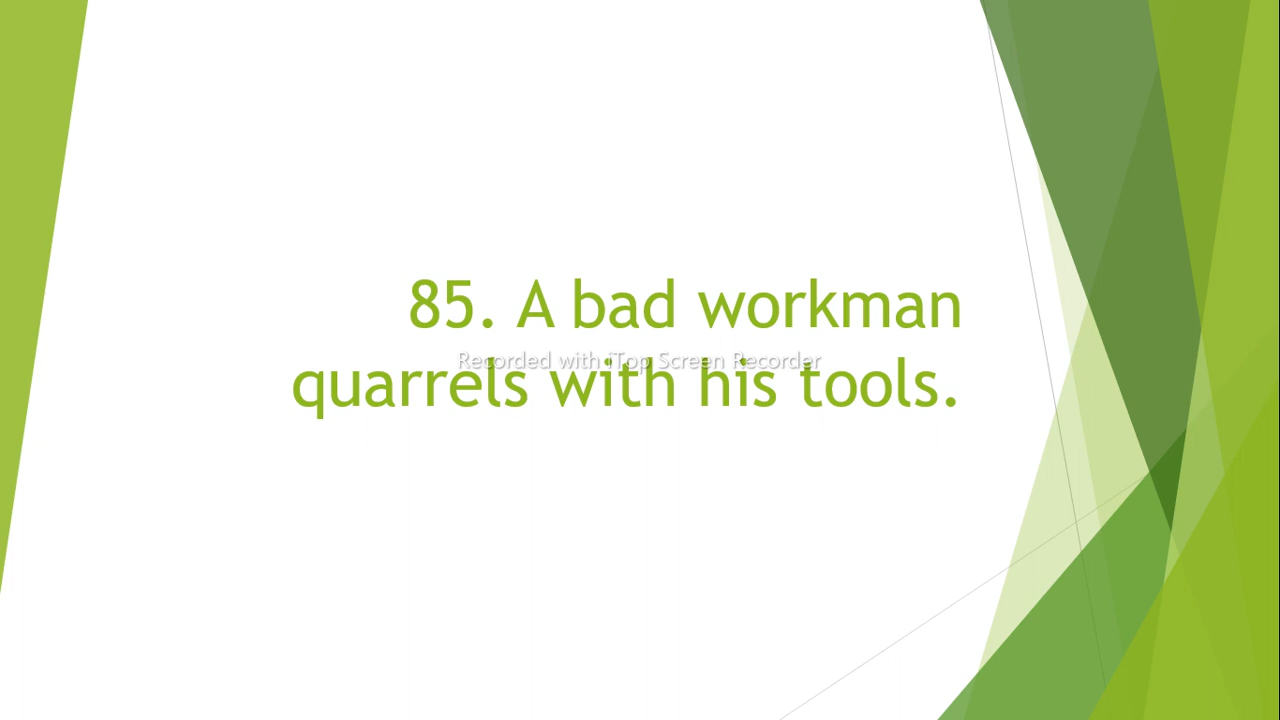 85. A bad workman
Recorded with iTop Screen Recorder
quarrels with his tools.